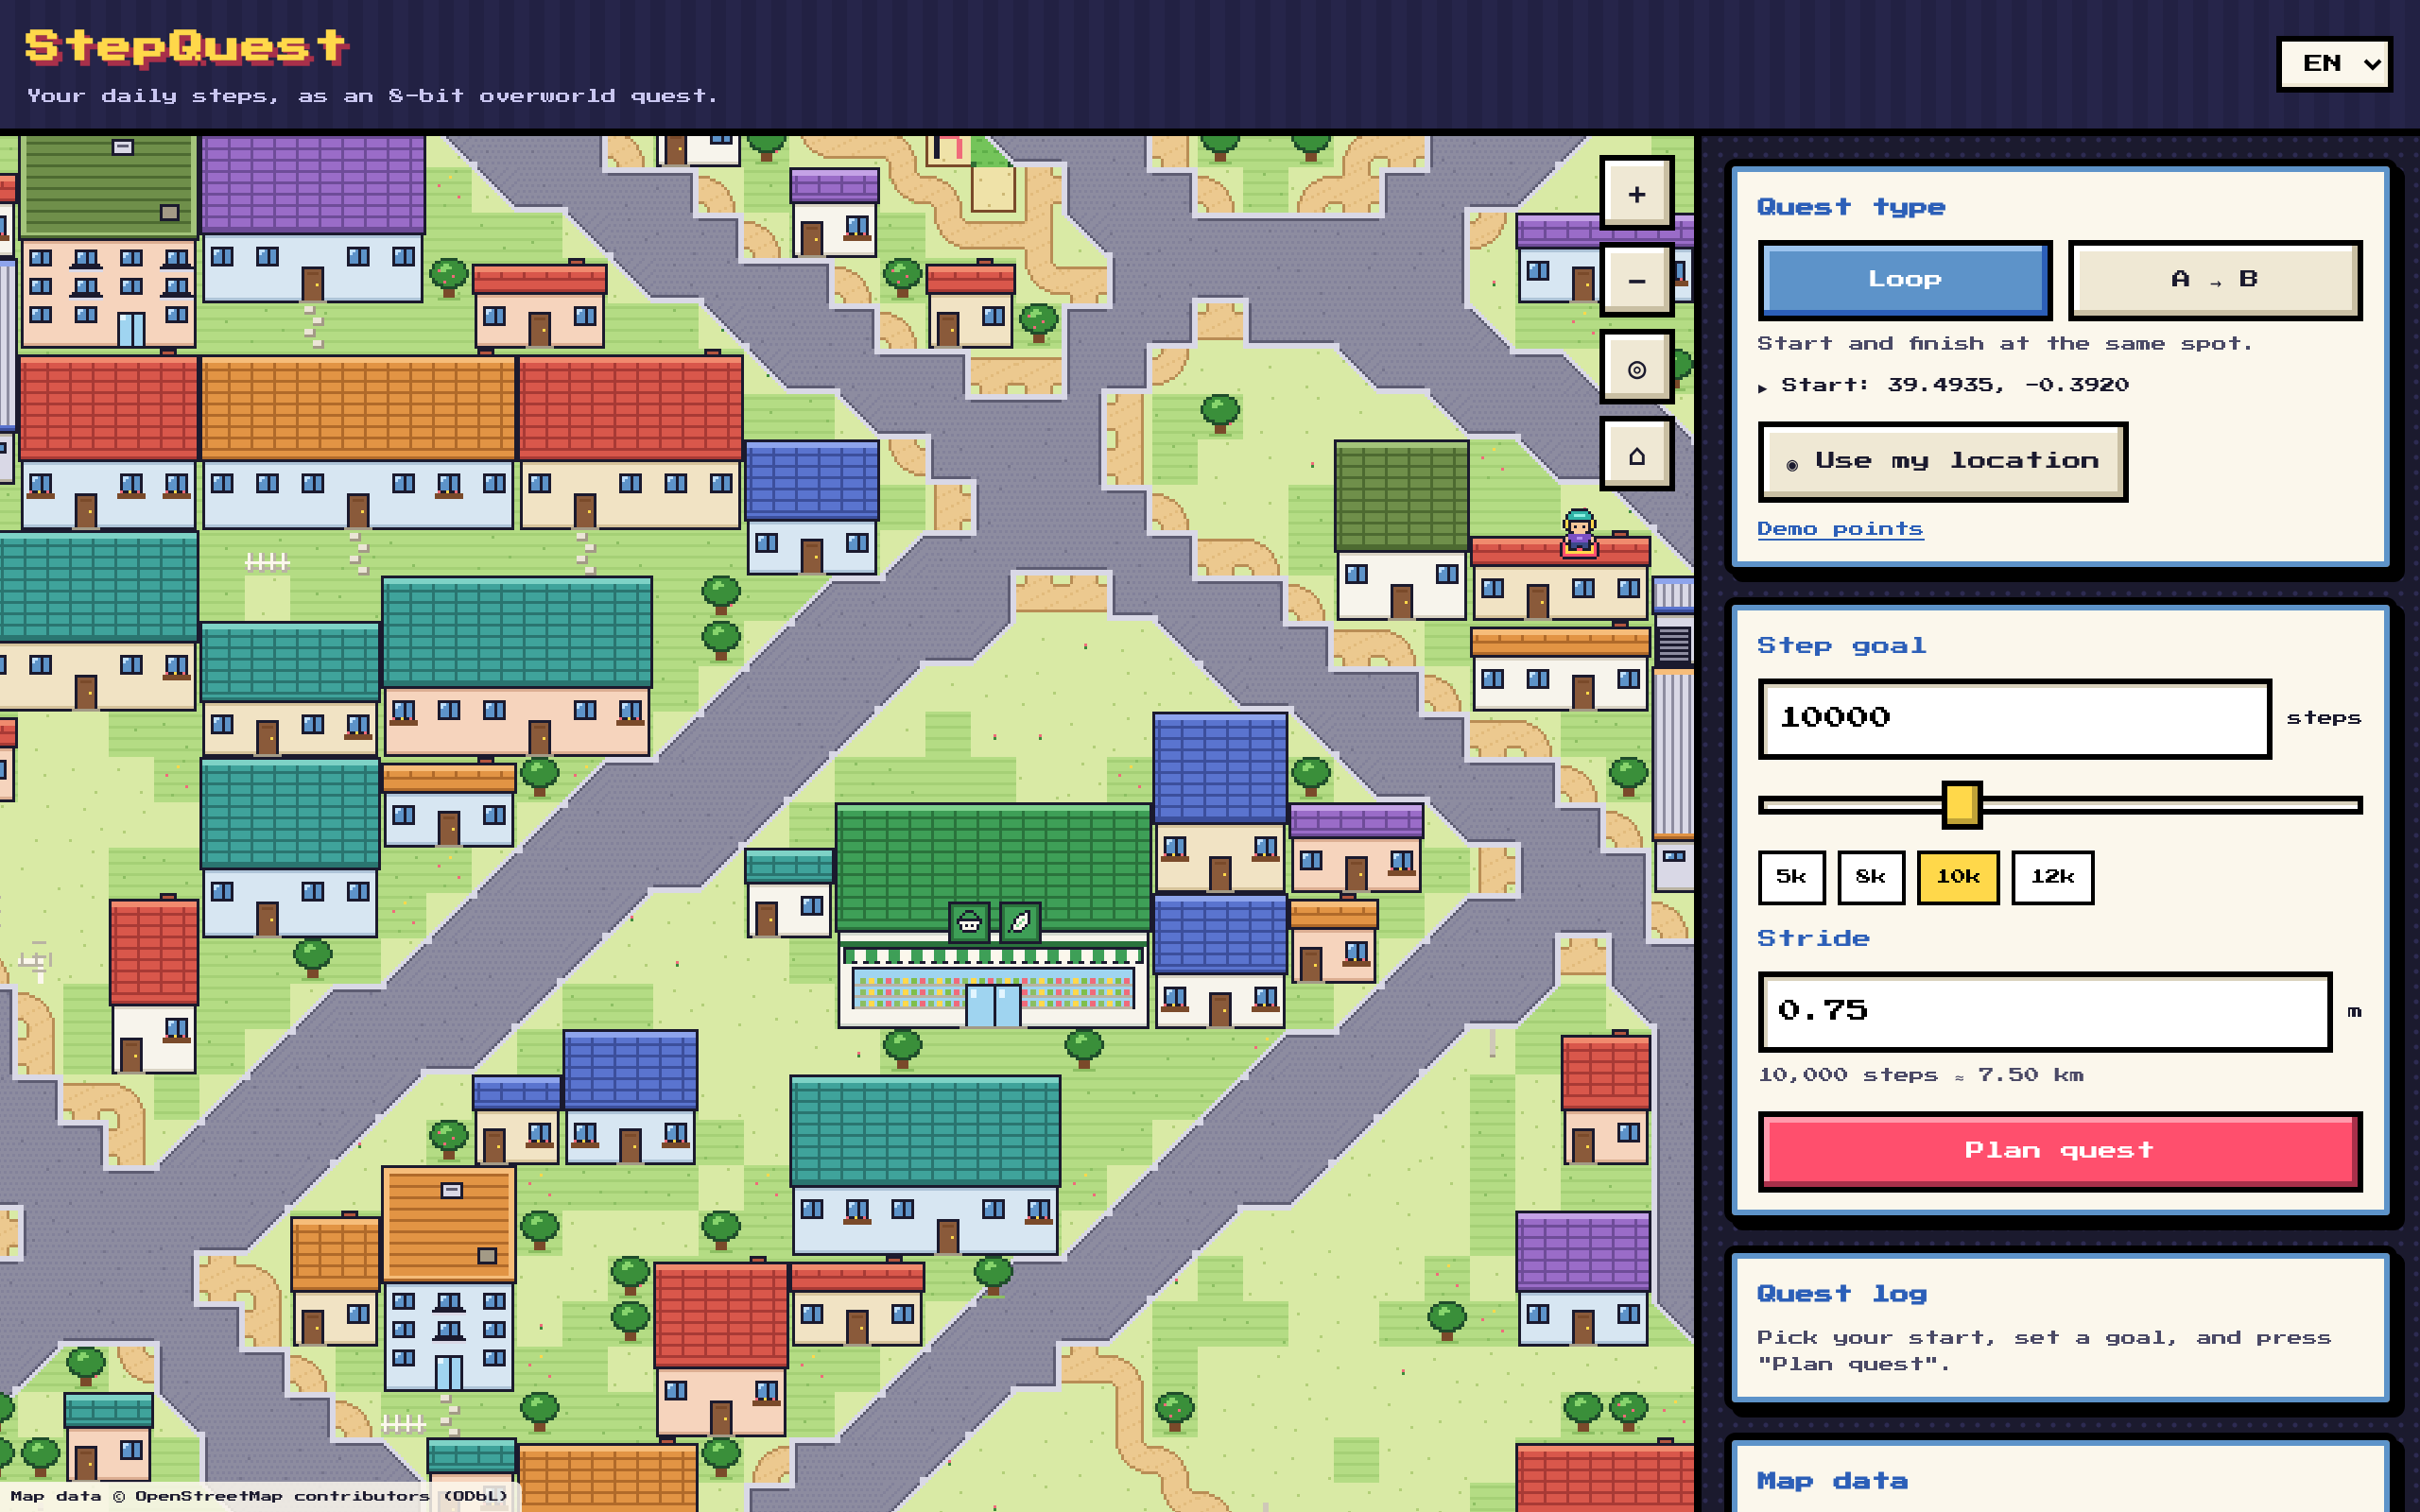 StepQuest
Your daily steps, as an 8-bit overworld quest.
EN
+
−
Quest type
Loop
A → B
Start and finish at the same spot.
▶ Start: 39.4935, -0.3920
◉ Use my location
Demo points
Step goal
10000
steps
5k
8k
10k
12k
Stride
0.75
m
10,000 steps ≈ 7.50 km
Plan quest
Quest log
Pick your start, set a goal, and press
"Plan quest".
Map data
Map data © OpenStreetMap contributors (ODbL)